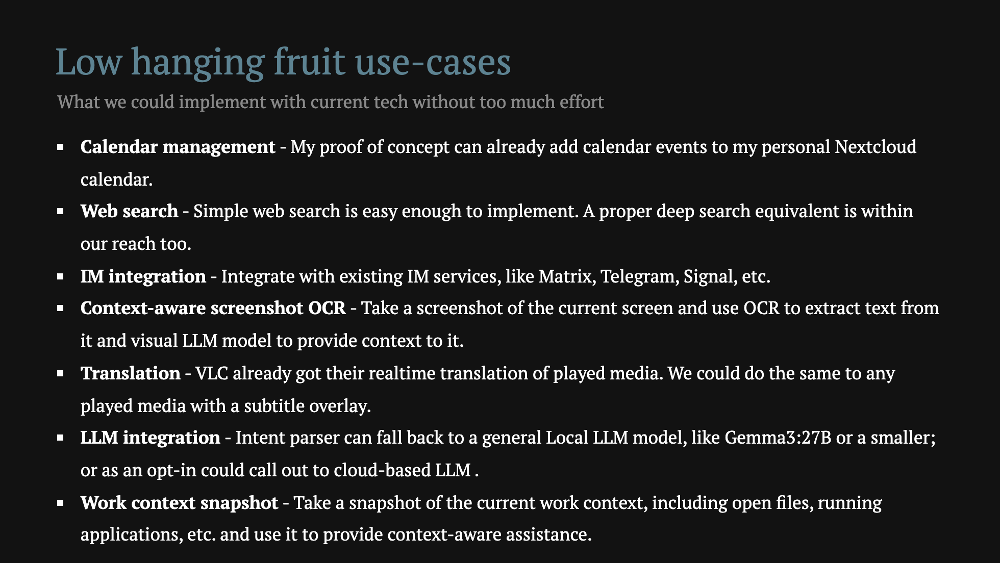 Low hanging fruit use-cases
What we could implement with current tech without too much effort
▪ Calendar management - My proof of concept can already add calendar events to my personal Nextcloud
calendar.
▪ Web search - Simple web search is easy enough to implement. A proper deep search equivalent is within
our reach too.
▪ IM integration - Integrate with existing IM services, like Matrix, Telegram, Signal, etc.
▪ Context-aware screenshot OCR - Take a screenshot of the current screen and use OCR to extract text from
it and visual LLM model to provide context to it.
▪ Translation - VLC already got their realtime translation of played media. We could do the same to any
played media with a subtitle overlay.
▪ LLM integration - Intent parser can fall back to a general Local LLM model, like Gemma3:27B or a smaller;
or as an opt-in could call out to cloud-based LLM .
▪ Work context snapshot - Take a snapshot of the current work context, including open files, running
applications, etc. and use it to provide context-aware assistance.